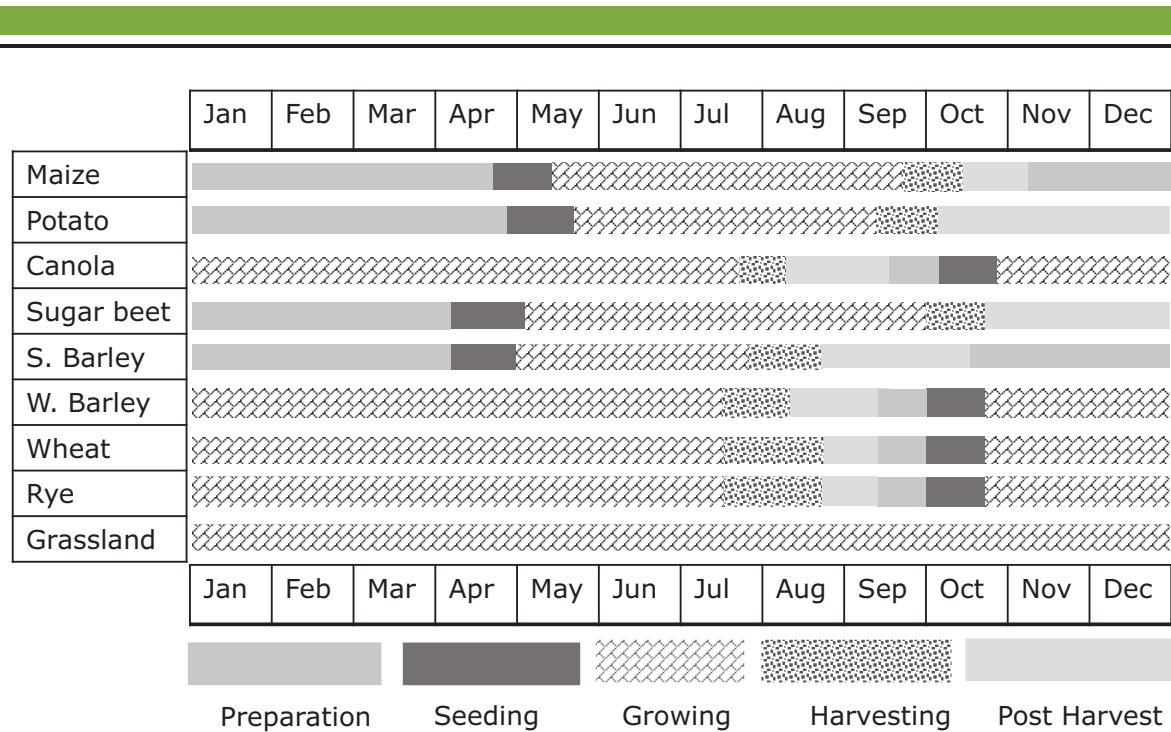 Jan Feb Mar Apr May Jun Jul Aug Sep Oct Nov Dec
Maize
Potato
Canola
Sugar beet
S. Barley
W. Barley
Wheat
Rye
Grassland
Jan Feb Mar Apr May Jun Jul Aug Sep Oct Nov Dec
Preparation Seeding Growing Harvesting Post Harvest